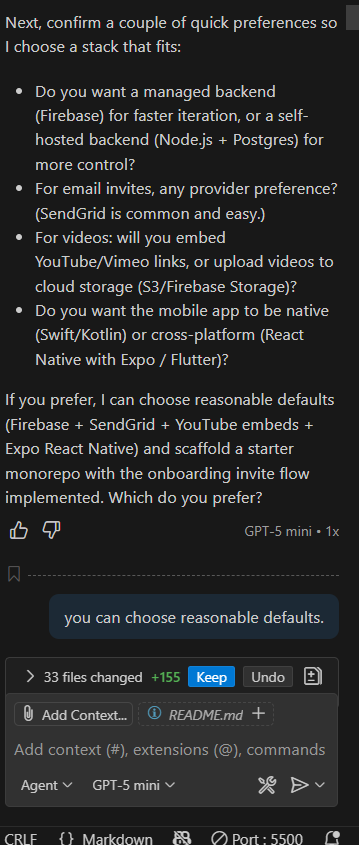 Next, confirm a couple of quick preferences so
I choose a stack that fits:
• Do you want a managed backend
(Firebase) for faster iteration, or a self-
hosted backend (Node.js + Postgres) for
more control?
• For email invites, any provider preference?
(SendGrid is common and easy.)
• For videos: will you embed
YouTube/Vimeo links, or upload videos to
cloud storage (S3/Firebase Storage)?
• Do you want the mobile app to be native
(Swift/Kotlin) or cross-platform (React
Native with Expo / Flutter)?
If you prefer, I can choose reasonable defaults
(Firebase + SendGrid + YouTube embeds +
Expo React Native) and scaffold a starter
monorepo with the onboarding invite flow
implemented. Which do you prefer?
GPT-5 mini • 1x
you can choose reasonable defaults.
33 files changed +155 Keep Undo
Add Context... README.md +
Add context (#), extensions (@), commands
Agent GPT-5 mini
CRLF {} Markdown Port : 5500